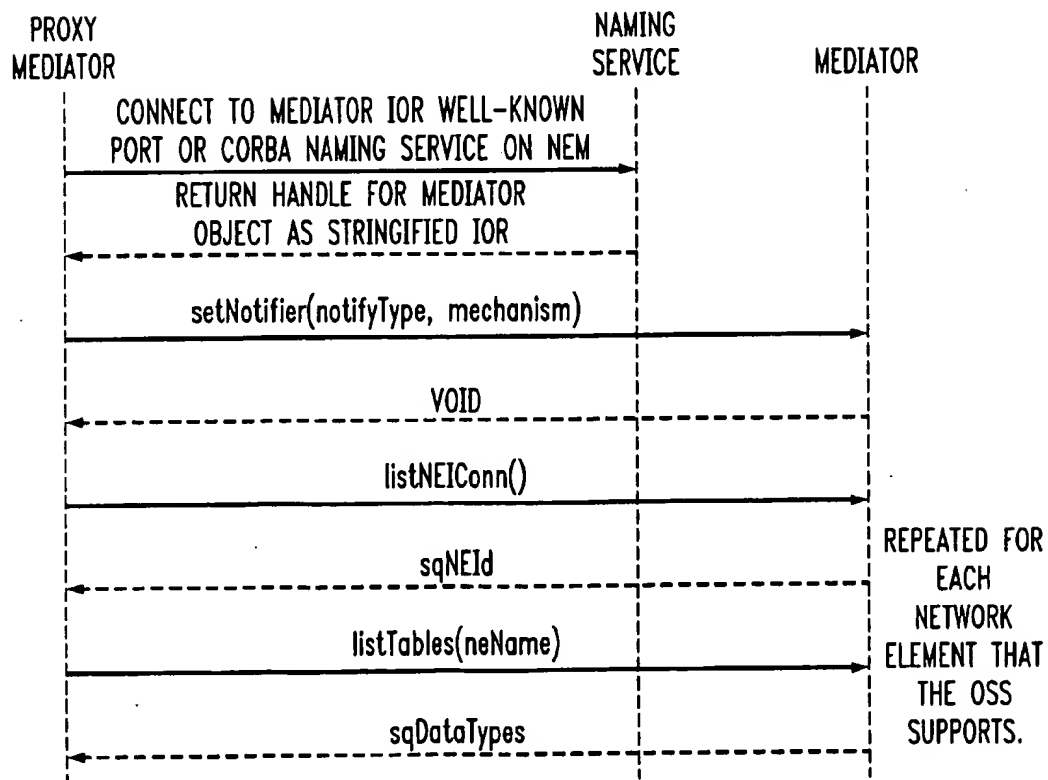 PROXY
MEDIATOR
NAMING
SERVICE
MEDIATOR
CONNECT TO MEDIATOR IOR WELL-KNOWN
PORT OR CORBA NAMING SERVICE ON NEM
RETURN HANDLE FOR MEDIATOR
OBJECT AS STRINGIFIED IOR
setNotifier(notifyType, mechanism)
VOID
listNEIConn()
sqNEId
listTables(neName)
sqDataTypes
REPEATED FOR
EACH
NETWORK
ELEMENT THAT
THE OSS
SUPPORTS.